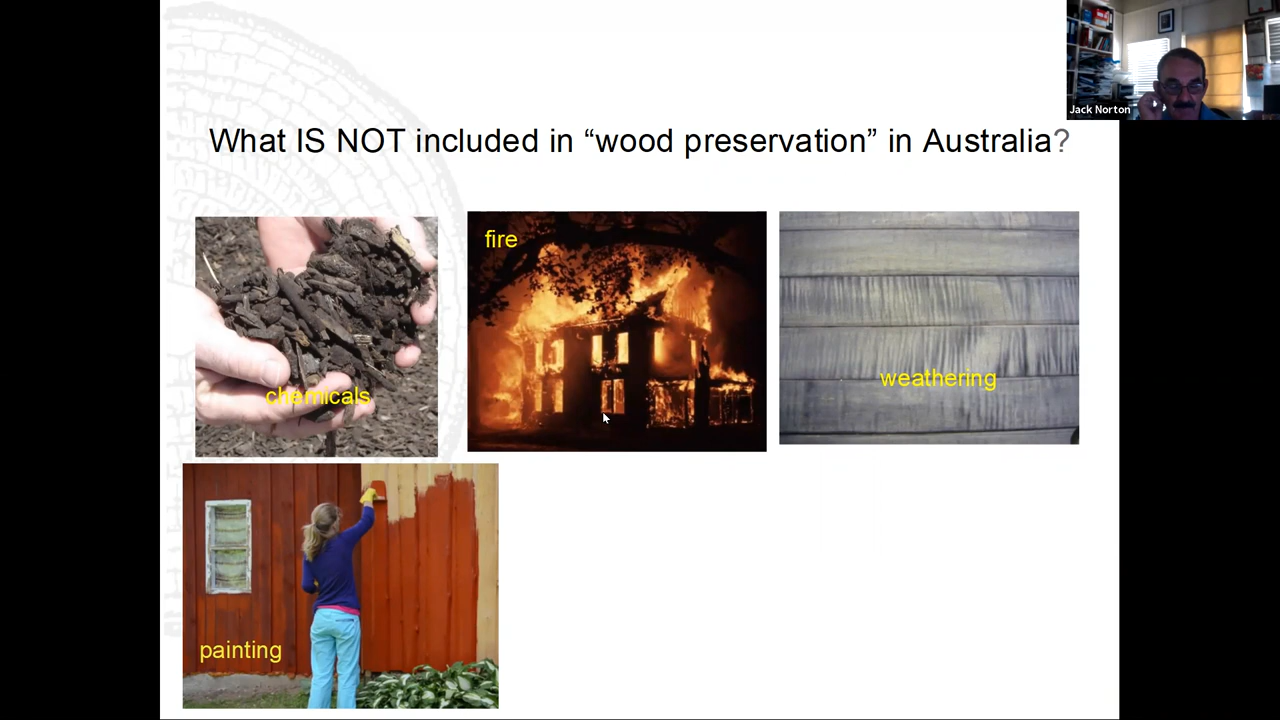 Jack Norton
What IS NOT included in “wood preservation” in Australia?
fire
chemicals
weathering
painting